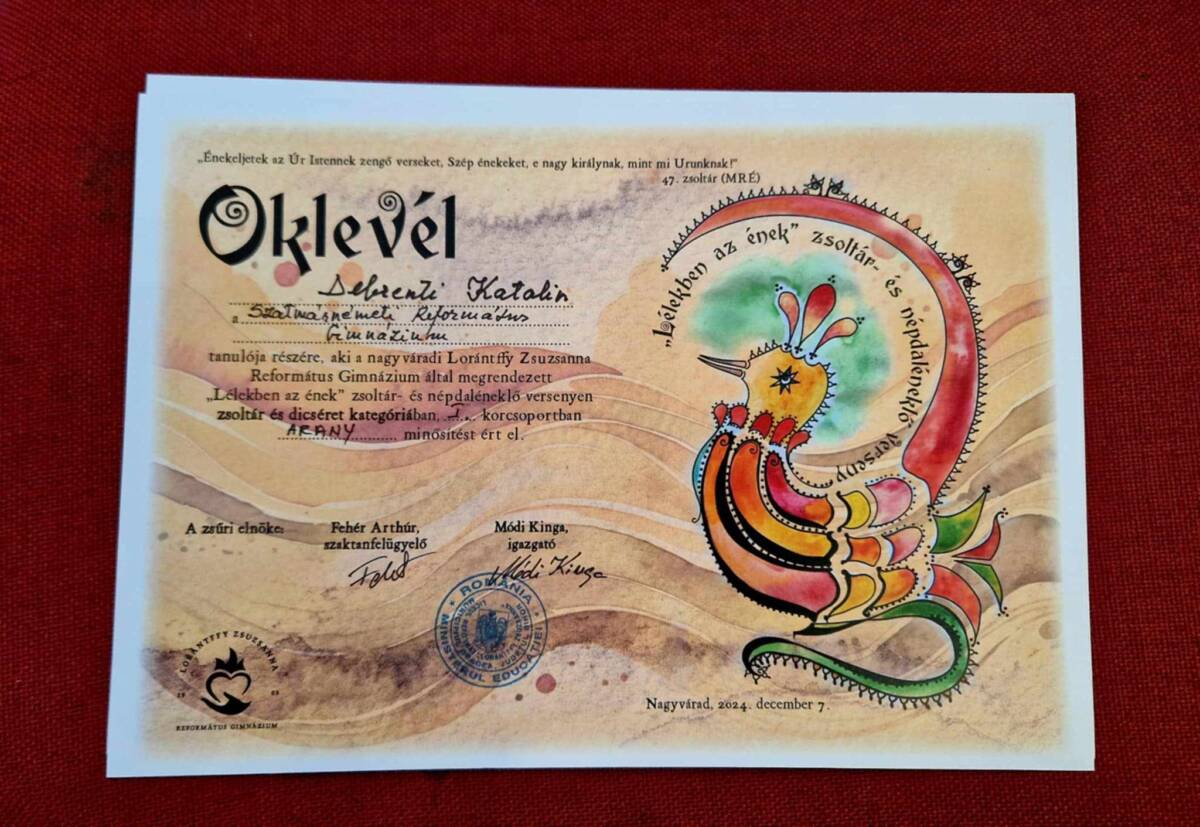 „Énekeljetek az Úr Istennek zengő verseket, Szép énekeket, e nagy királynak, mint mi Urunknak!"
47. zsoltár (MRÉ)
Oklevél
Debrenti Katalin
a Szatmárnémeti Református
Gimnázium
tanulója részére, aki a nagyváradi Lorántffy Zsuzsanna
Református Gimnázium által megrendezett
„Lélekben az ének" zsoltár- és népdaléneklő versenyen
zsoltár és dicséret kategóriában, I. korcsoportban
ARANY minősítést ért el.
„Lélekben az ének" zsoltár- és népdaléneklő verseny
A zsűri elnöke:
Fehér Arthúr,
szaktanfelügyelő
Módi Kinga,
igazgató
Módi Kinga
ROMÂNIA
MINISTERUL EDUCAȚIEI
LORÁNTFFY ZSUZSANNA
REFORMÁTUS GIMNÁZIUM
Nagyvárad, 2024. december 7.